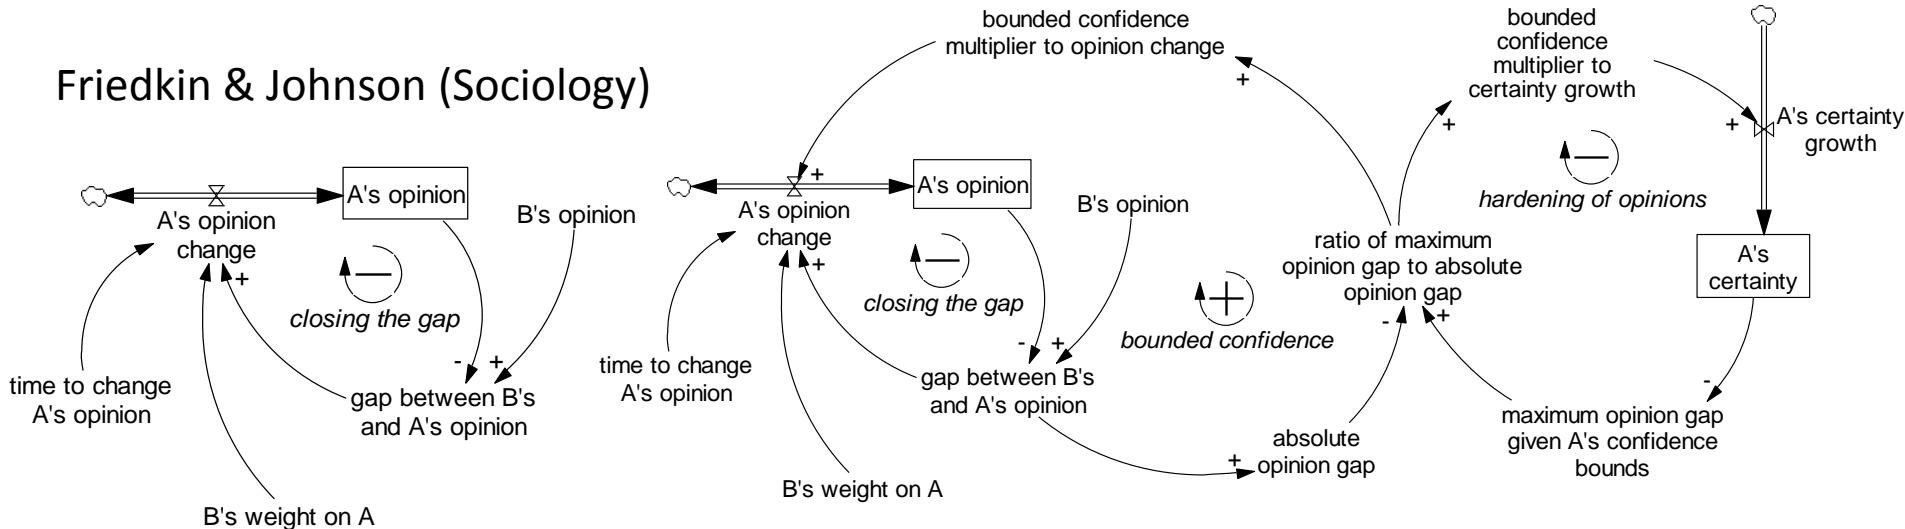 Friedkin & Johnson (Sociology)
A's opinion
A's opinion
change
B's opinion
+
closing the gap
-
+
time to change
A's opinion
gap between B's
and A's opinion
B's weight on A
bounded confidence
multiplier to opinion change
+
+
A's opinion
A's opinion
change
B's opinion
+
closing the gap
-
+
time to change
A's opinion
gap between B's
and A's opinion
B's weight on A
bounded confidence
+
absolute
opinion gap
ratio of maximum
opinion gap to absolute
opinion gap
-
+
bounded
confidence
multiplier to
certainty growth
+
+
A's certainty
growth
hardening of opinions
A's
certainty
-
maximum opinion gap
given A's confidence
bounds